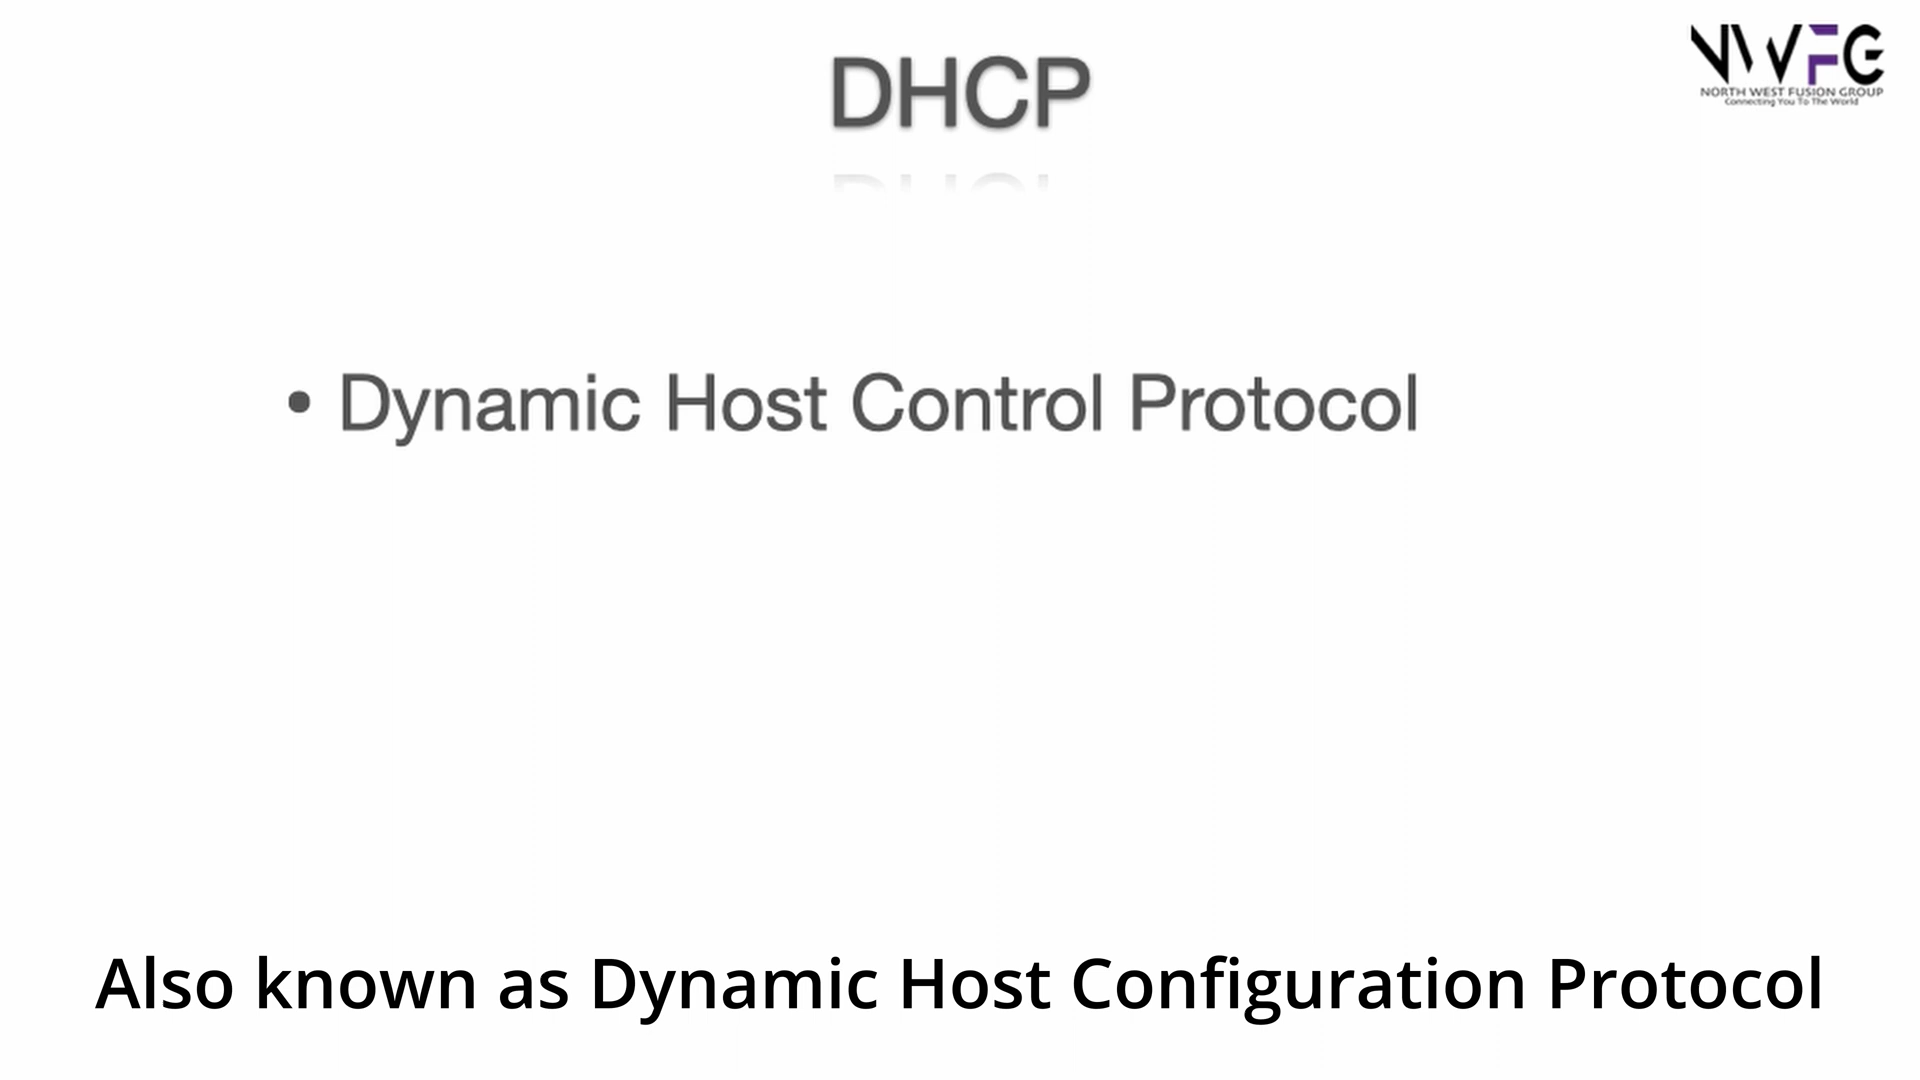 DHCP
NWFG
NORTH WEST FUSION GROUP
Connecting You To The World
• Dynamic Host Control Protocol
Also known as Dynamic Host Configuration Protocol